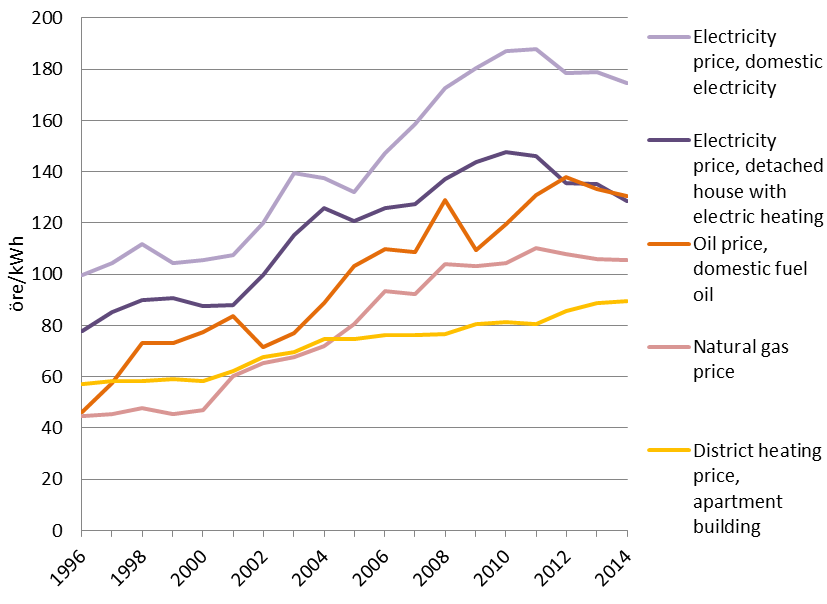 200
180
160
140
120
100
80
60
40
20
0
öre/kWh
1996
1998
2000
2002
2004
2006
2008
2010
2012
2014
Electricity
price, domestic
electricity
Electricity
price, detached
house with
electric heating
Oil price,
domestic fuel
oil
Natural gas
price
District heating
price,
apartment
building